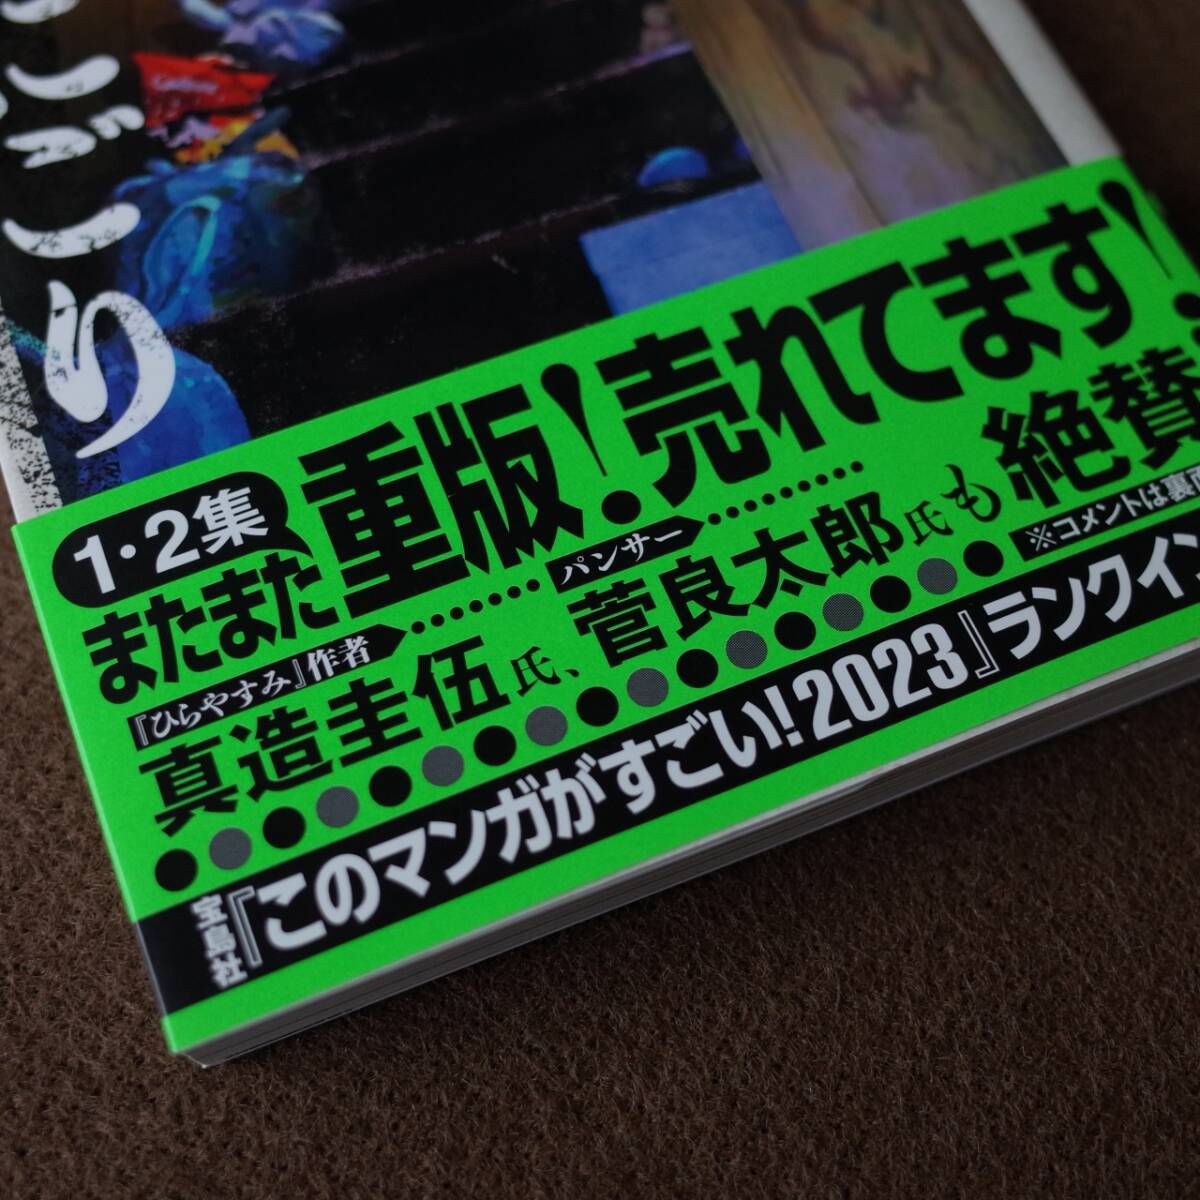 1・2集
またまた重版!売れてます!
『ひらやすみ』作者
真造圭伍氏、
パンサー
菅良太郎氏も絶賛
※コメントは裏
宝島社『このマンガがすごい!2023』ランクイ
り